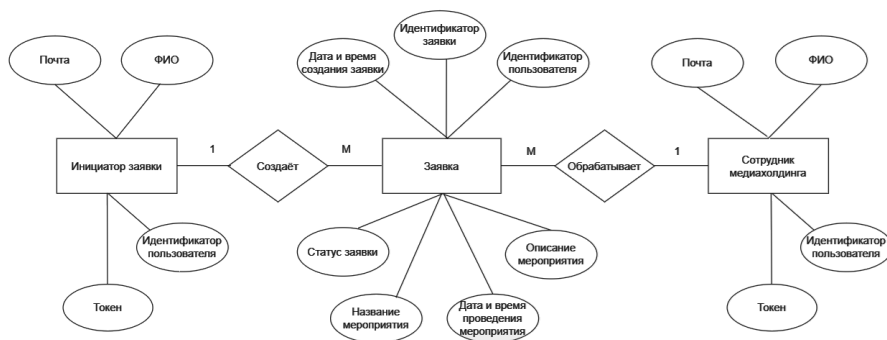 Идентификатор
заявки
Почта
ФИО
Дата и время
создания заявки
Идентификатор
пользователя
Почта
ФИО
Инициатор заявки
1
Создаёт
М
Заявка
М
Обрабатывает
1
Сотрудник
медиахолдинга
Идентификатор
пользователя
Статус заявки
Описание
мероприятия
Идентификатор
пользователя
Токен
Название
мероприятия
Дата и время
проведения
мероприятия
Токен